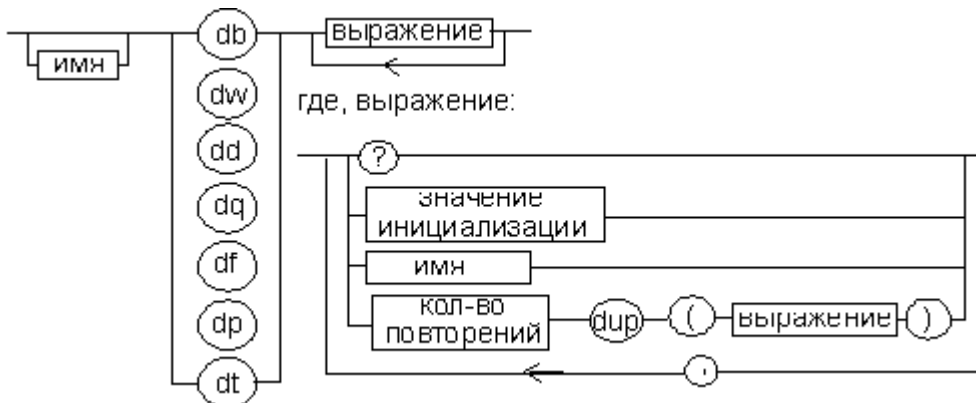 db
выражение
имя
dw
где, выражение:
dd
?
значение
инициализации
dq
имя
df
кол-во
повторений
dup
(
выражение
)
dp
dt
,